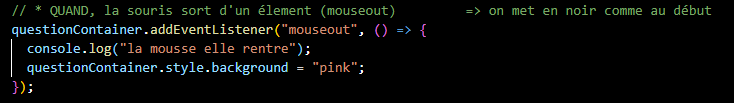 // * QUAND, la souris sort d'un élement (mouseout) => on met en noir comme au début
questionContainer.addEventListener("mouseout", () => {
console.log("la mousse elle rentre");
questionContainer.style.background = "pink";
});